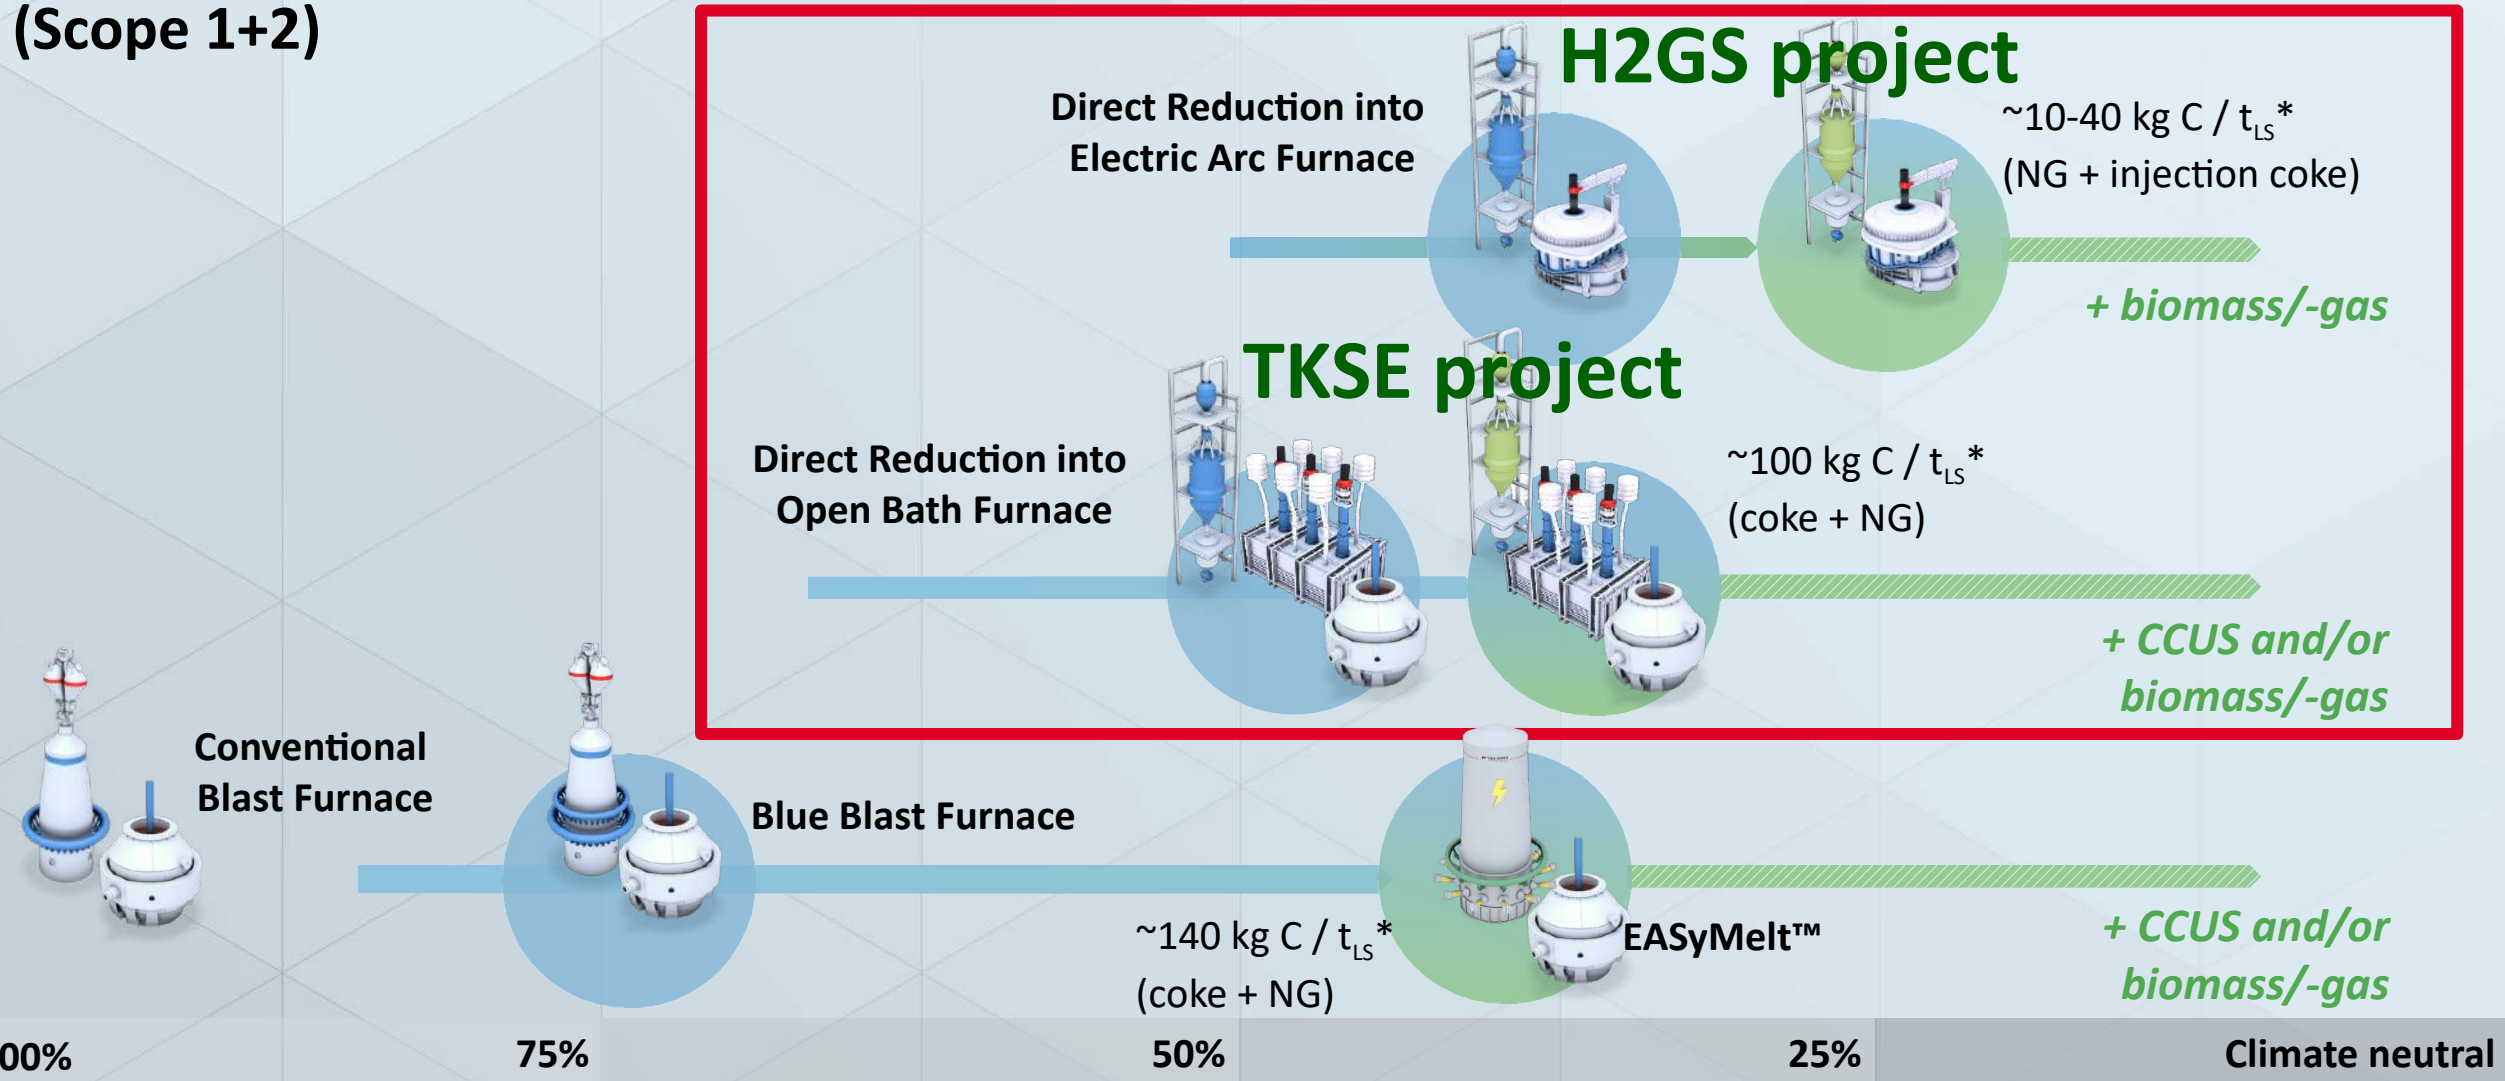 (Scope 1+2)
H2GS project
Direct Reduction into
Electric Arc Furnace
~10-40 kg C / tLS*
(NG + injection coke)
+ biomass/-gas
TKSE project
Direct Reduction into
Open Bath Furnace
~100 kg C / tLS*
(coke + NG)
+ CCUS and/or
biomass/-gas
Conventional
Blast Furnace
Blue Blast Furnace
~140 kg C / tLS*
(coke + NG)
EASyMelt™
+ CCUS and/or
biomass/-gas
00%
75%
50%
25%
Climate neutral